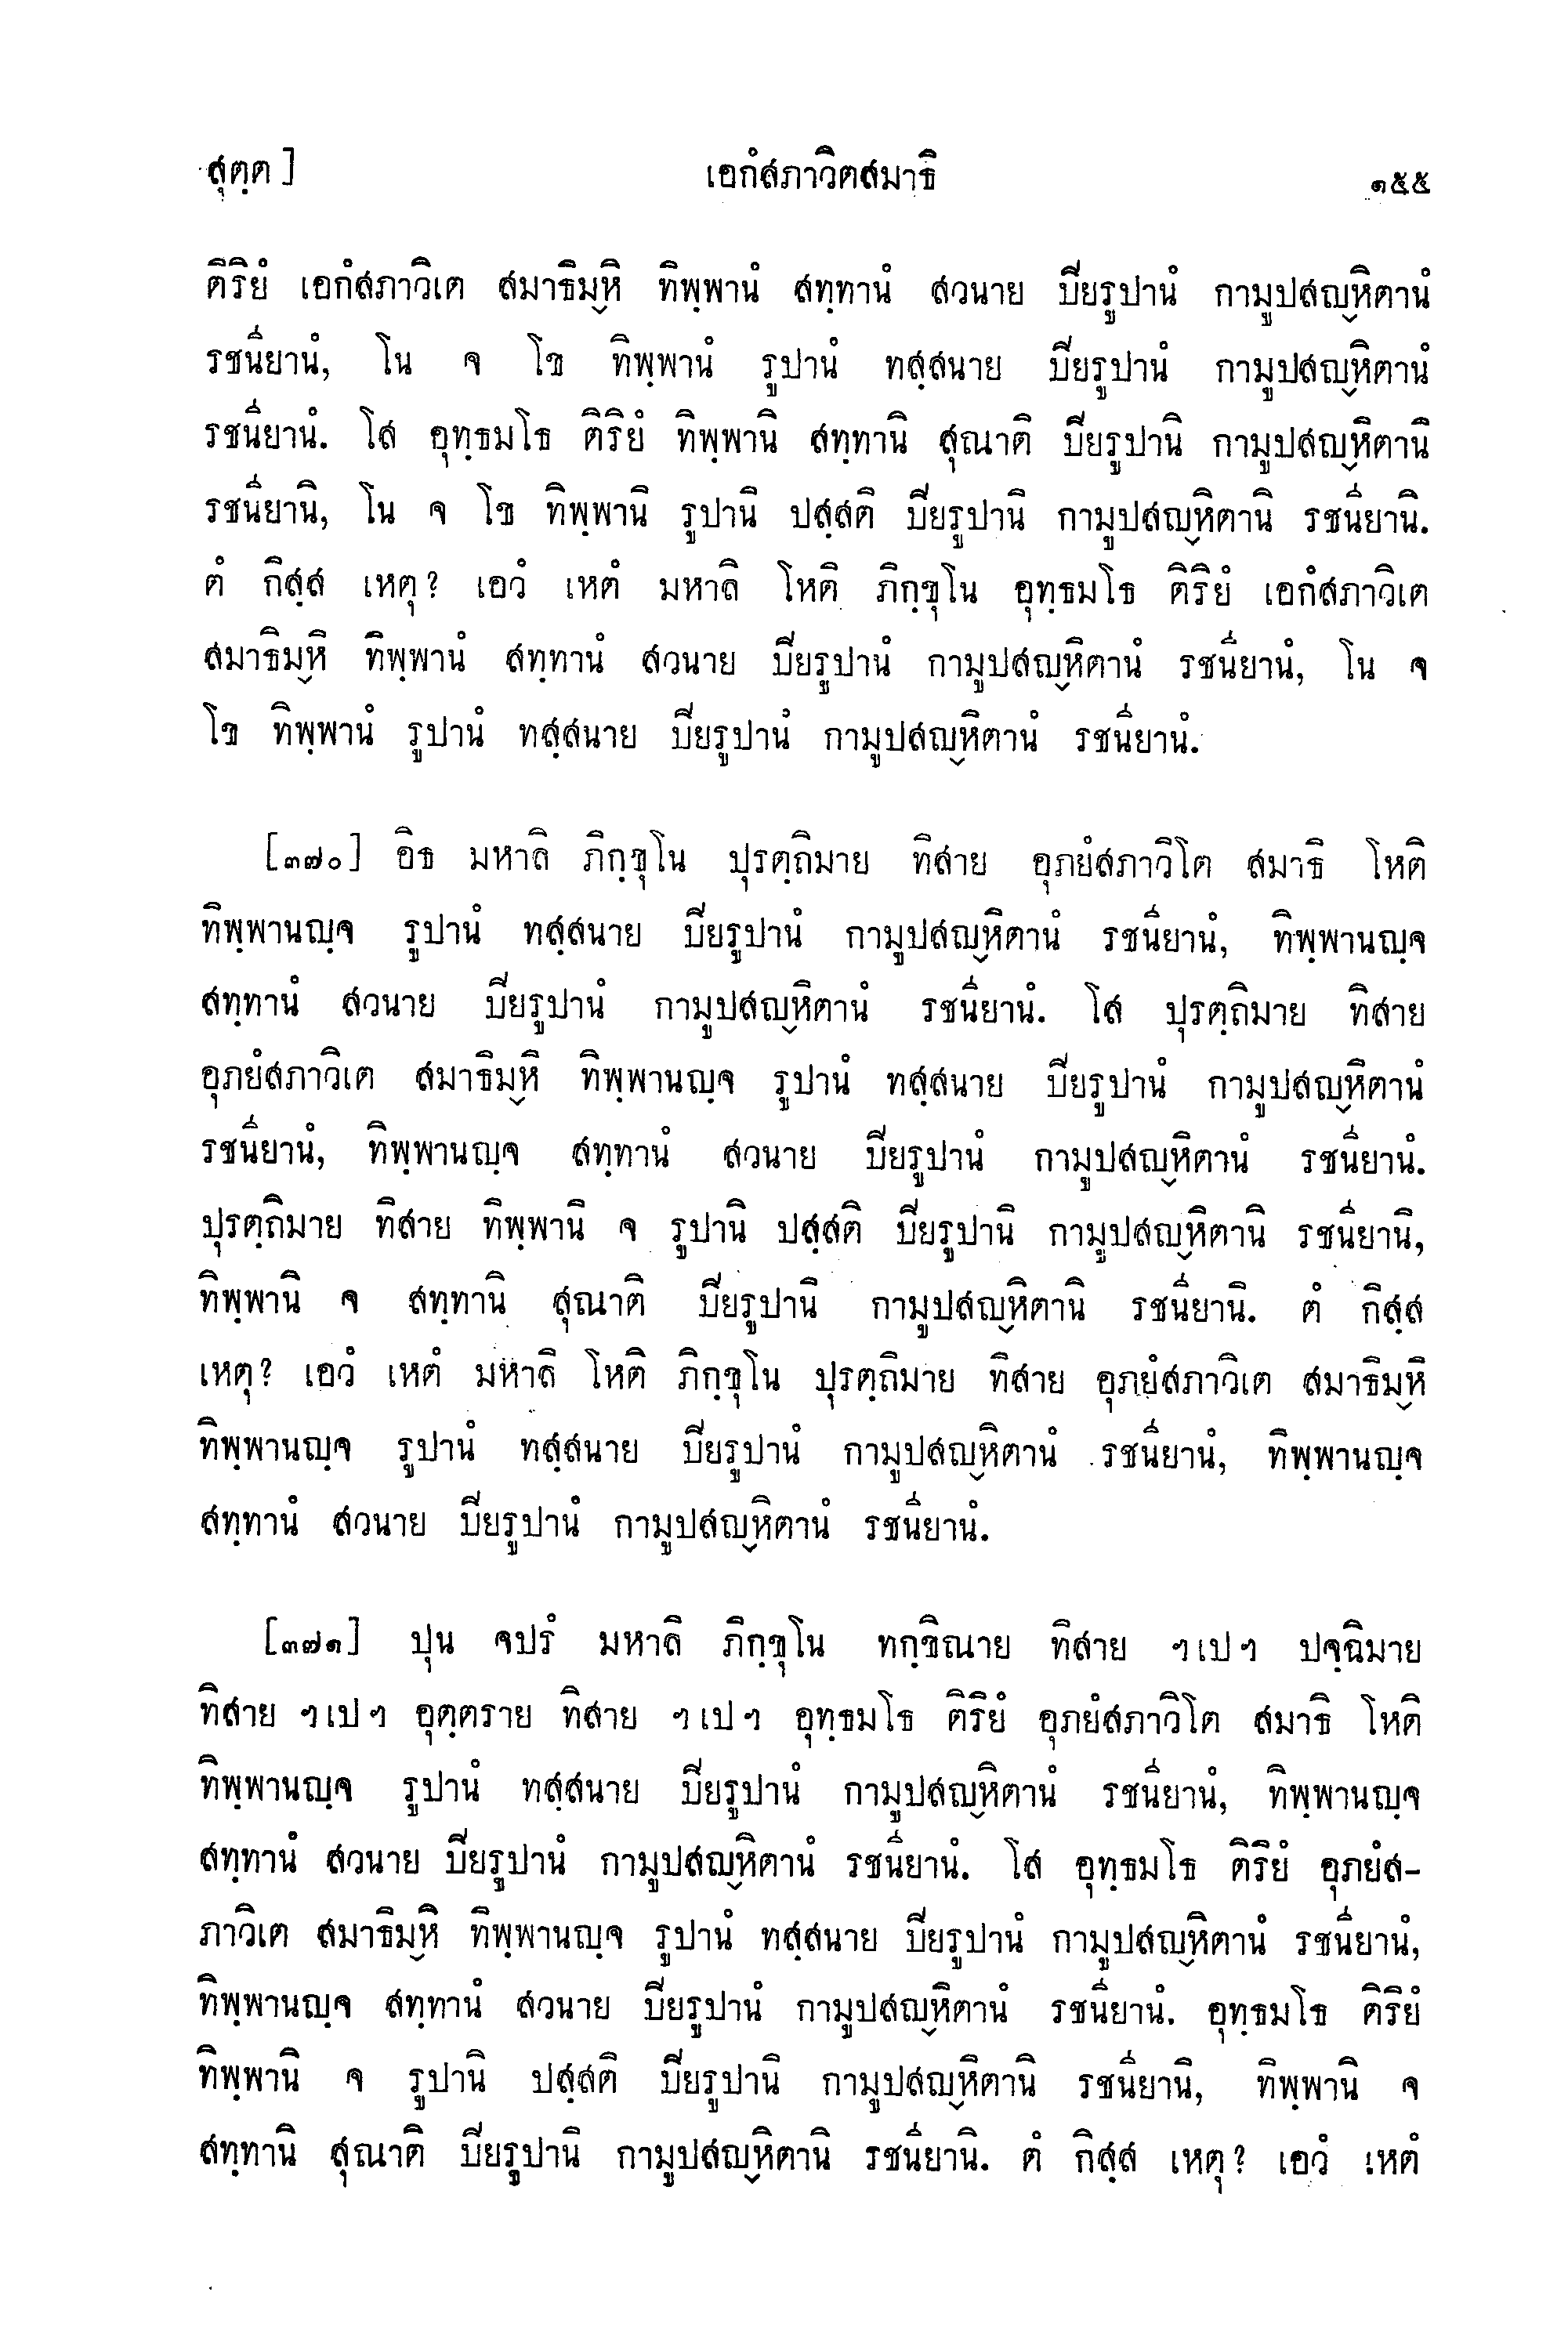 สุตฺต]
เอกํสภาวิตสมาธิ
๑๕๕
ติริยํ เอกํสภาวิเต สมาธิมฺหิ ทิพฺพานํ สทฺทานํ สวนาย ปิยรูปานํ กามูปสญฺหิตานํ
รชนียานํ, โน จ โข ทิพฺพานํ รูปานํ ทสฺสนาย ปิยรูปานํ กามูปสญฺหิตานํ
รชนียานํ. โส อุทฺธมโธ ติริยํ ทิพฺพานิ สทฺทานิ สุณาติ ปิยรูปานิ กามูปสญฺหิตานิ
รชนียานิ, โน จ โข ทิพฺพานิ รูปานิ ปสฺสติ ปิยรูปานิ กามูปสญฺหิตานิ รชนียานิ.
ตํ กิสฺส เหตุ? เอวํ เหตํ มหาลิ โหติ ภิกฺขุโน อุทฺธมโธ ติริยํ เอกํสภาวิเต
สมาธิมฺหิ ทิพฺพานํ สทฺทานํ สวนาย ปิยรูปานํ กามูปสญฺหิตานํ รชนียานํ, โน จ
โข ทิพฺพานํ รูปานํ ทสฺสนาย ปิยรูปานํ กามูปสญฺหิตานํ รชนียานํ.
[๓๗๐] อิธ มหาลิ ภิกฺขุโน ปุรตฺถิมาย ทิสาย อุภยํสภาวิโต สมาธิ โหติ
ทิพฺพานญฺจ รูปานํ ทสฺสนาย ปิยรูปานํ กามูปสญฺหิตานํ รชนียานํ, ทิพฺพานญฺจ
สทฺทานํ สวนาย ปิยรูปานํ กามูปสญฺหิตานํ รชนียานํ. โส ปุรตฺถิมาย ทิสาย
อุภยํสภาวิเต สมาธิมฺหิ ทิพฺพานญฺจ รูปานํ ทสฺสนาย ปิยรูปานํ กามูปสญฺหิตานํ
รชนียานํ, ทิพฺพานญฺจ สทฺทานํ สวนาย ปิยรูปานํ กามูปสญฺหิตานํ รชนียานํ.
ปุรตฺถิมาย ทิสาย ทิพฺพานิ จ รูปานิ ปสฺสติ ปิยรูปานิ กามูปสญฺหิตานิ รชนียานิ,
ทิพฺพานิ จ สทฺทานิ สุณาติ ปิยรูปานิ กามูปสญฺหิตานิ รชนียานิ. ตํ กิสฺส
เหตุ? เอวํ เหตํ มหาลิ โหติ ภิกฺขุโน ปุรตฺถิมาย ทิสาย อุภยํสภาวิเต สมาธิมฺหิ
ทิพฺพานญฺจ รูปานํ ทสฺสนาย ปิยรูปานํ กามูปสญฺหิตานํ รชนียานํ, ทิพฺพานญฺจ
สทฺทานํ สวนาย ปิยรูปานํ กามูปสญฺหิตานํ รชนียานํ.
[๓๗๑] ปุน จปรํ มหาลิ ภิกฺขุโน ทกฺขิณาย ทิสาย ฯเปฯ ปจฺฉิมาย
ทิสาย ฯเปฯ อุตฺตราย ทิสาย ฯเปฯ อุทฺธมโธ ติริยํ อุภยํสภาวิโต สมาธิ โหติ
ทิพฺพานญฺจ รูปานํ ทสฺสนาย ปิยรูปานํ กามูปสญฺหิตานํ รชนียานํ, ทิพฺพานญฺจ
สทฺทานํ สวนาย ปิยรูปานํ กามูปสญฺหิตานํ รชนียานํ. โส อุทฺธมโธ ติริยํ อุภยํส-
ภาวิเต สมาธิมฺหิ ทิพฺพานญฺจ รูปานํ ทสฺสนาย ปิยรูปานํ กามูปสญฺหิตานํ รชนียานํ,
ทิพฺพานญฺจ สทฺทานํ สวนาย ปิยรูปานํ กามูปสญฺหิตานํ รชนียานํ. อุทฺธมโธ ติริยํ
ทิพฺพานิ จ รูปานิ ปสฺสติ ปิยรูปานิ กามูปสญฺหิตานิ รชนียานิ, ทิพฺพานิ จ
สทฺทานิ สุณาติ ปิยรูปานิ กามูปสญฺหิตานิ รชนียานิ. ตํ กิสฺส เหตุ? เอวํ เหตํ